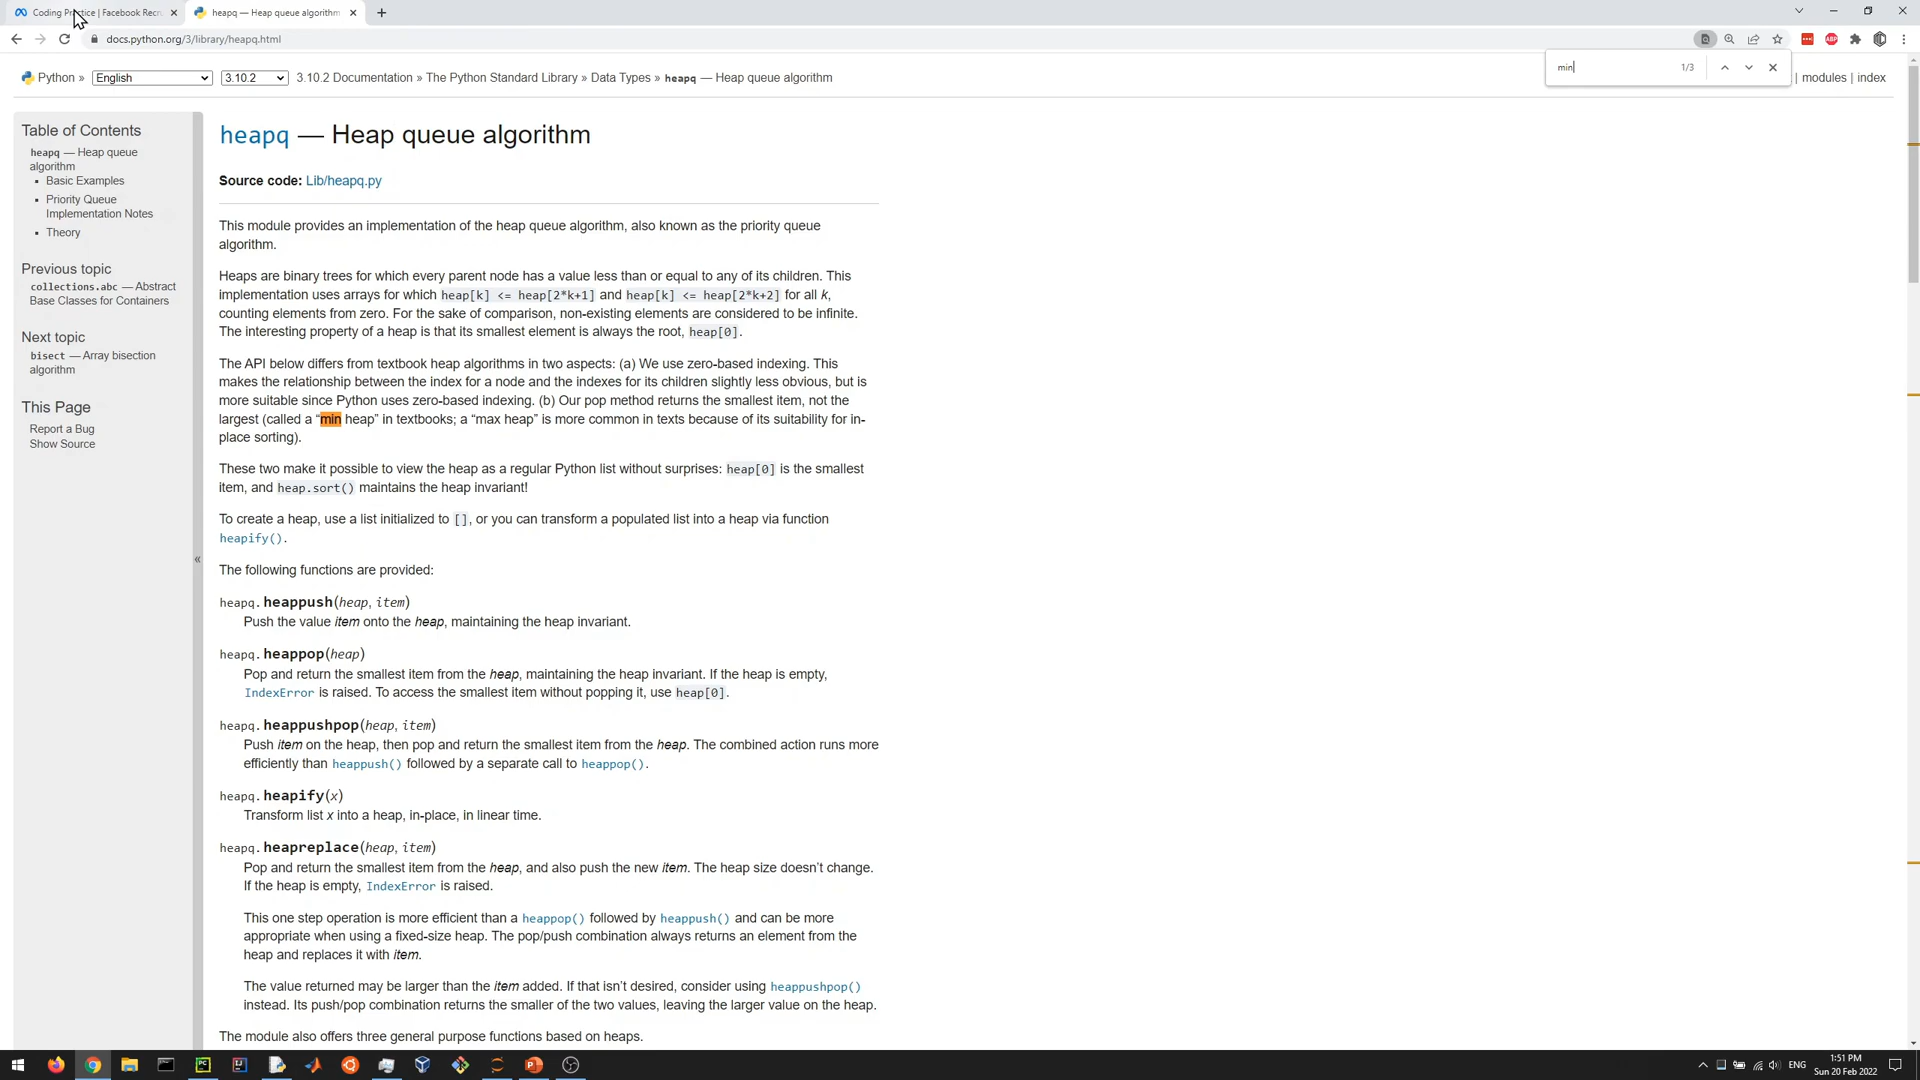 Coding Practice | Facebook Recru
heapq — Heap queue algorithm
docs.python.org/3/library/heapq.html
min
1/3
Python »
English
3.10.2
3.10.2 Documentation » The Python Standard Library » Data Types » heapq — Heap queue algorithm
| modules | index
Table of Contents
heapq — Heap queue
algorithm
Basic Examples
Priority Queue
Implementation Notes
Theory
Previous topic
collections.abc — Abstract
Base Classes for Containers
Next topic
bisect — Array bisection
algorithm
This Page
Report a Bug
Show Source
«
heapq — Heap queue algorithm
Source code: Lib/heapq.py
This module provides an implementation of the heap queue algorithm, also known as the priority queue
algorithm.
Heaps are binary trees for which every parent node has a value less than or equal to any of its children. This
implementation uses arrays for which heap[k] <= heap[2*k+1] and heap[k] <= heap[2*k+2] for all k,
counting elements from zero. For the sake of comparison, non-existing elements are considered to be infinite.
The interesting property of a heap is that its smallest element is always the root, heap[0].
The API below differs from textbook heap algorithms in two aspects: (a) We use zero-based indexing. This
makes the relationship between the index for a node and the indexes for its children slightly less obvious, but is
more suitable since Python uses zero-based indexing. (b) Our pop method returns the smallest item, not the
largest (called a “min heap” in textbooks; a “max heap” is more common in texts because of its suitability for in-
place sorting).
These two make it possible to view the heap as a regular Python list without surprises: heap[0] is the smallest
item, and heap.sort() maintains the heap invariant!
To create a heap, use a list initialized to [], or you can transform a populated list into a heap via function
heapify().
The following functions are provided:
heapq.heappush(heap, item)
Push the value item onto the heap, maintaining the heap invariant.
heapq.heappop(heap)
Pop and return the smallest item from the heap, maintaining the heap invariant. If the heap is empty,
IndexError is raised. To access the smallest item without popping it, use heap[0].
heapq.heappushpop(heap, item)
Push item on the heap, then pop and return the smallest item from the heap. The combined action runs more
efficiently than heappush() followed by a separate call to heappop().
heapq.heapify(x)
Transform list x into a heap, in-place, in linear time.
heapq.heapreplace(heap, item)
Pop and return the smallest item from the heap, and also push the new item. The heap size doesn’t change.
If the heap is empty, IndexError is raised.
This one step operation is more efficient than a heappop() followed by heappush() and can be more
appropriate when using a fixed-size heap. The pop/push combination always returns an element from the
heap and replaces it with item.
The value returned may be larger than the item added. If that isn’t desired, consider using heappushpop()
instead. Its push/pop combination returns the smaller of the two values, leaving the larger value on the heap.
The module also offers three general purpose functions based on heaps.
ENG
1:51 PM
Sun 20 Feb 2022